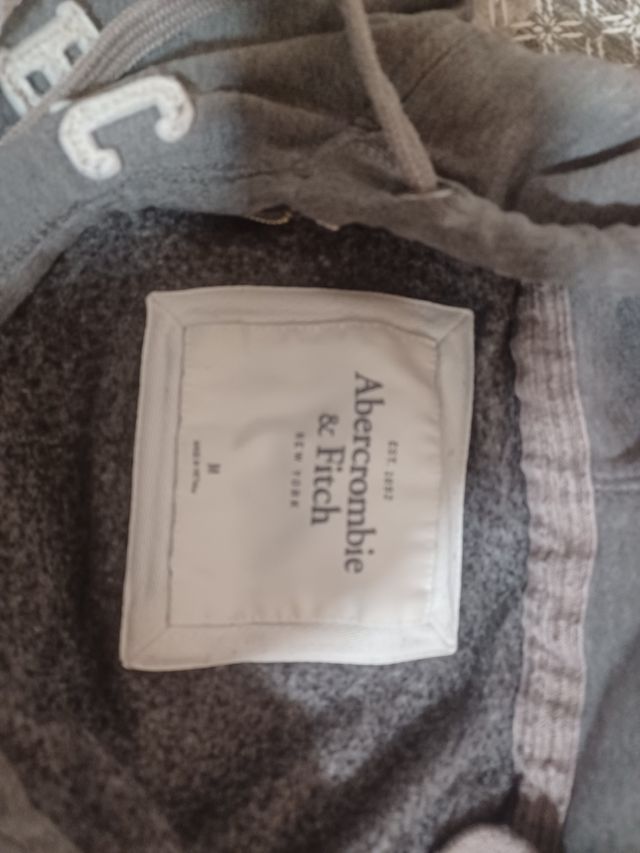 EST. 1892
Abercrombie
& Fitch
NEW YORK
M
E
C